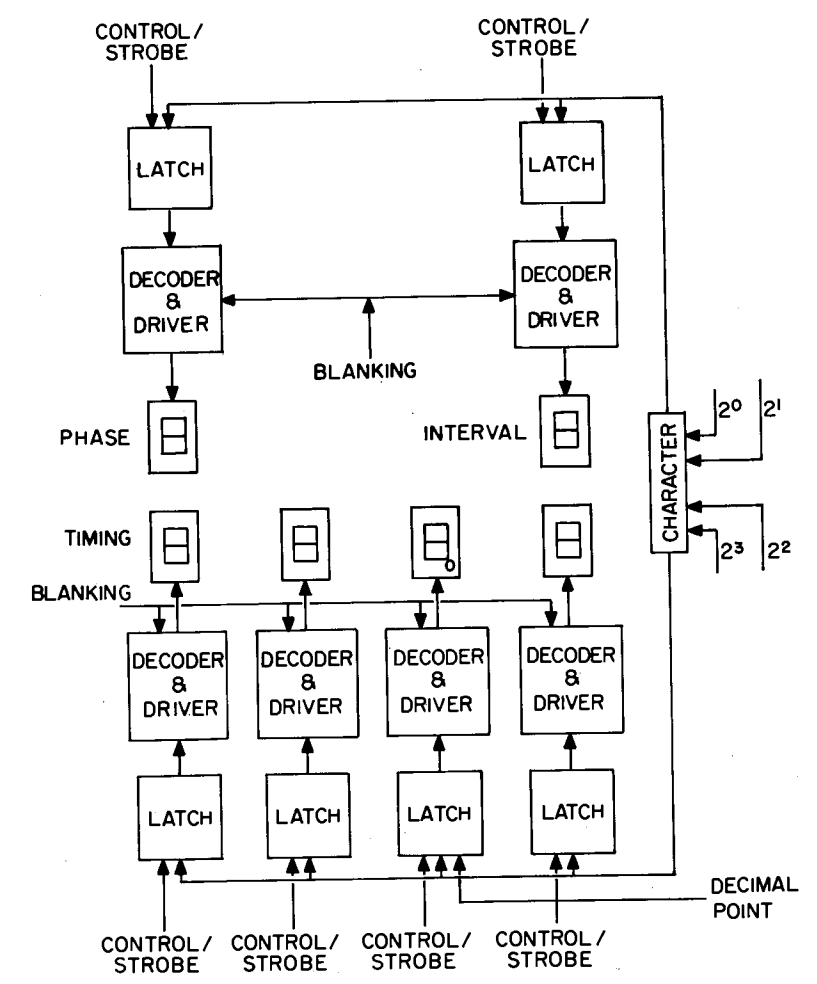 CONTROL/
STROBE
CONTROL/
STROBE
LATCH
LATCH
DECODER
&
DRIVER
DECODER
&
DRIVER
BLANKING
PHASE
INTERVAL
CHARACTER
2⁰
2¹
2³
2²
TIMING
BLANKING
DECODER
&
DRIVER
DECODER
&
DRIVER
DECODER
&
DRIVER
DECODER
&
DRIVER
LATCH
LATCH
LATCH
LATCH
DECIMAL
POINT
CONTROL/
STROBE
CONTROL/
STROBE
CONTROL/
STROBE
CONTROL/
STROBE